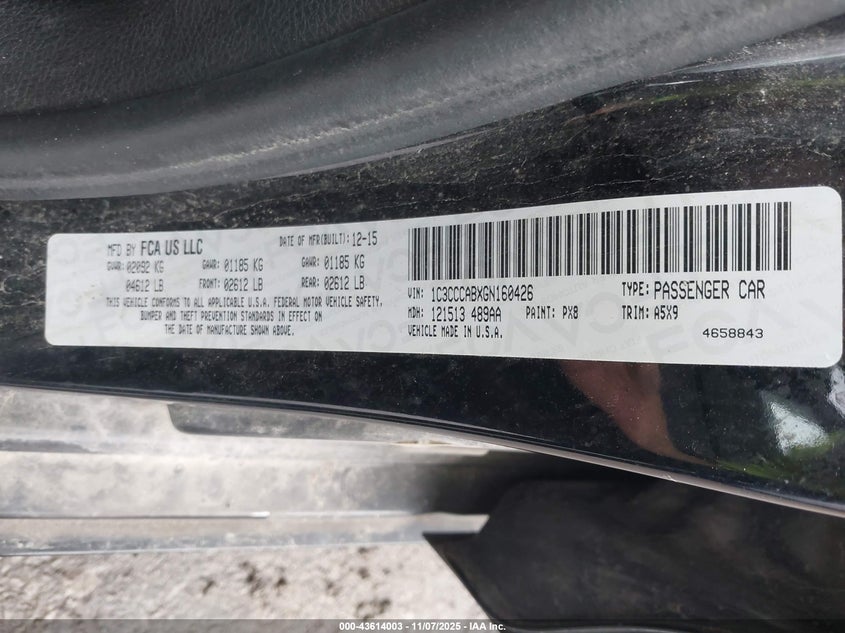 MFD BY FCA US LLC DATE OF MFR(BUILT): 12-15
GVWR: 02092 KG GAWR: 01185 KG GAWR: 01185 KG
04612 LB FRONT: 02612 LB REAR: 02612 LB
THIS VEHICLE CONFORMS TO ALL APPLICABLE U.S.A. FEDERAL MOTOR VEHICLE SAFETY,
BUMPER AND THEFT PREVENTION STANDARDS IN EFFECT ON
THE DATE OF MANUFACTURE SHOWN ABOVE.
VIN: 1C3CCCABXGN160426 TYPE: PASSENGER CAR
MDH: 121513 489AA PAINT: PX8 TRIM: A5X9
VEHICLE MADE IN U.S.A. 4658843
000-43614003 — 11/07/2025 — IAA Inc.